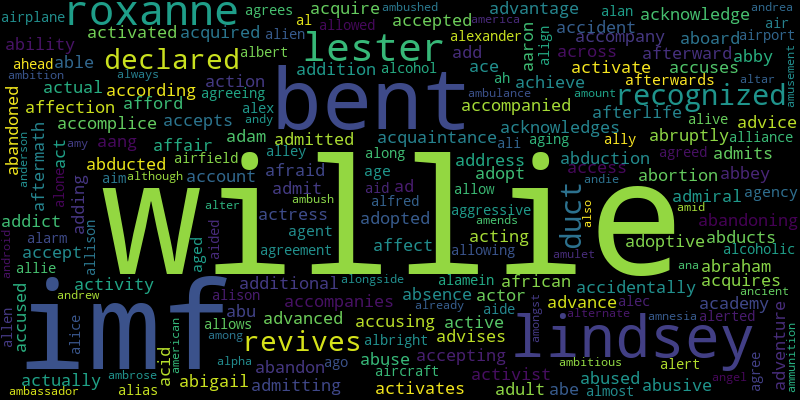 airplane roxanne agrees acquire ambushed advantage alan acknowledge andrea
activated acquired al allowed accepted america air
ability alien alexander accident accompany aboard airport
ahead able declared albert lester add aaron align across afterward abby
ambition always addition alcohol ace activate accuses afterwards amusement
abandoned actual according action bent ah achieve recognized
affection afford agreeing alex ambulance accompanied amount afterlife altar
accomplice accepts andy acquaintance acknowledges alive advice
anderson aftermath act amy aang affair adam admitted ali aging ally abruptly alliance
abducted airfield alley along address abduction agreed admits
alone aim although account afraid age adopt access abortion abbey
adding admit aid ad allow andie duct admiral agency
willie
addict alter ambush alfred aggressive also amid abandoning
allison aged aided actress adopted amends adoptive abducts
alarm agent affect acting alcoholic
accept agreement allowing ana abraham
android allie activity additional alongside alamein african amulet accidentally acquires
imf andrew alison accompanies already absence actor advance alec ancient
accused abu aide amongst alternate academy adventure
allen alice allows advanced accusing active amnesia alerted
american among revives albright advises lindsey
acid alpha abandon ago abuse accepting ambitious alert agree ammunition
actually ambrose aircraft activist abused angel
ambassador alias abigail admitting activates adult abe almost abusive